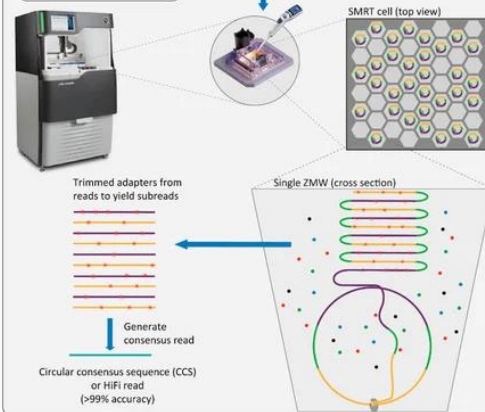 SMRT cell (top view)
Trimmed adapters from
reads to yield subreads
Single ZMW (cross section)
Generate
consensus read
Circular consensus sequence (CCS)
or HiFi read
(>99% accuracy)